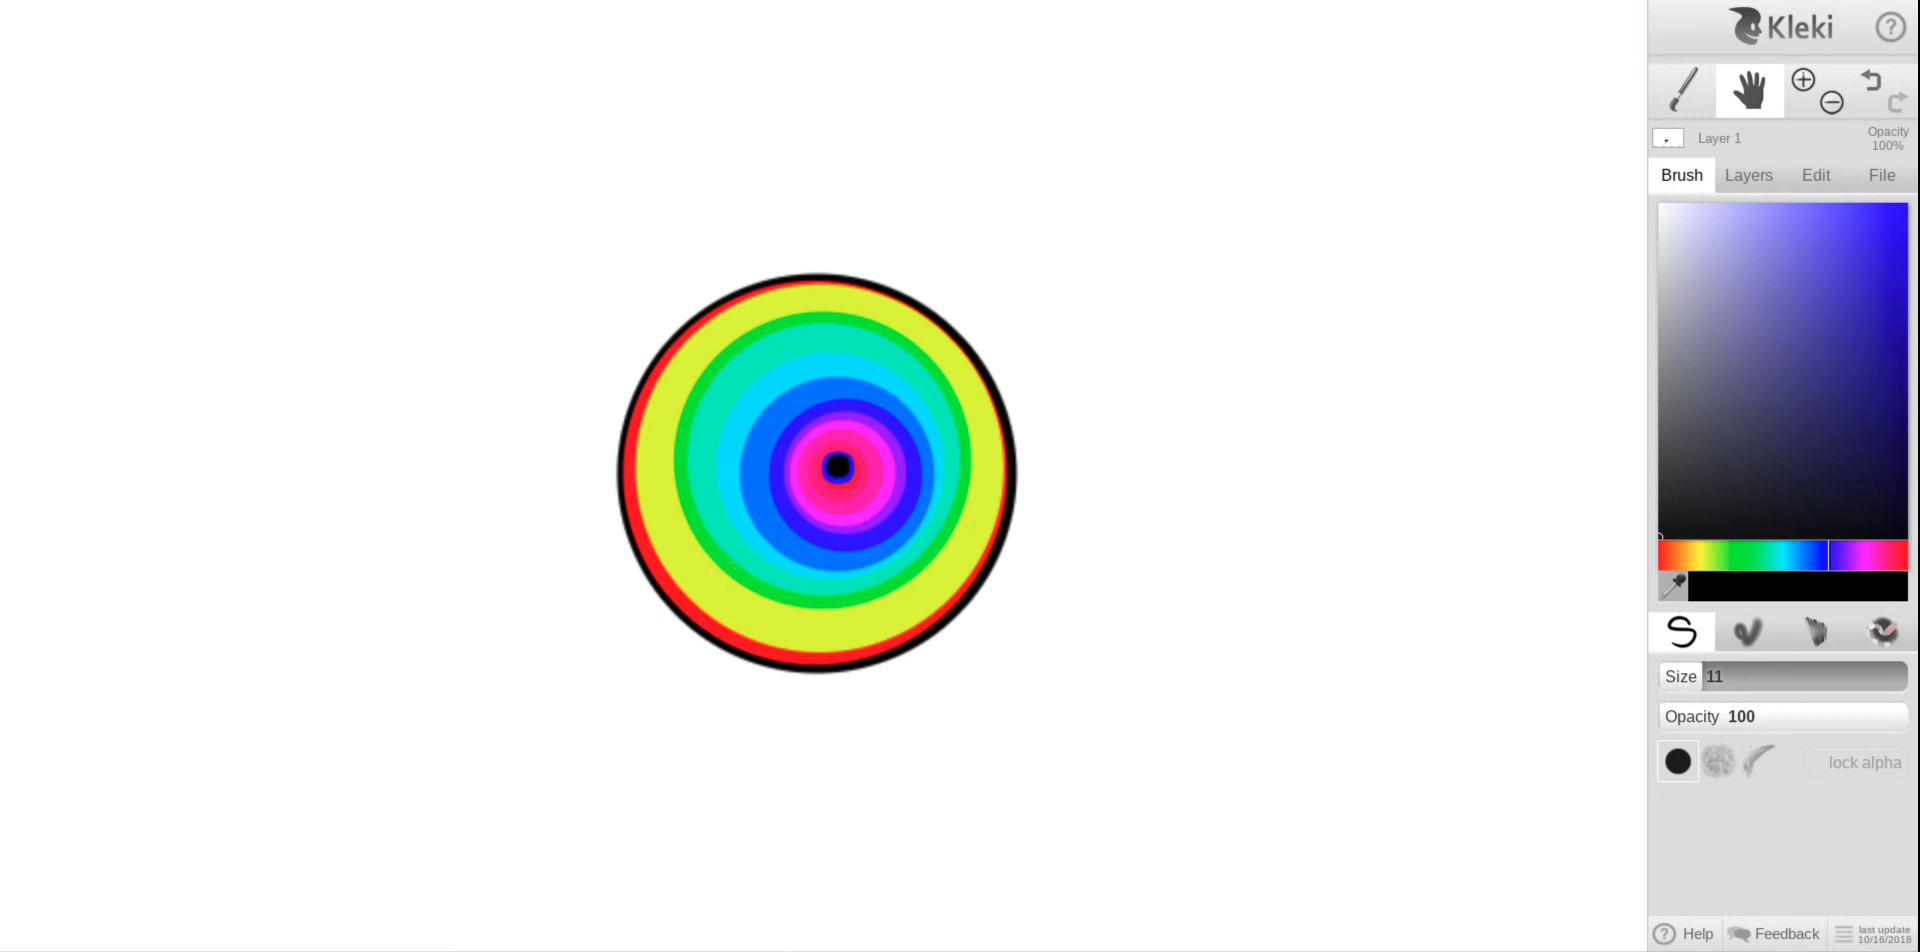 Kleki
Layer 1
Opacity
100%
Brush Layers Edit File
Size 11
Opacity 100
lock alpha
Help Feedback last update
10/16/2018